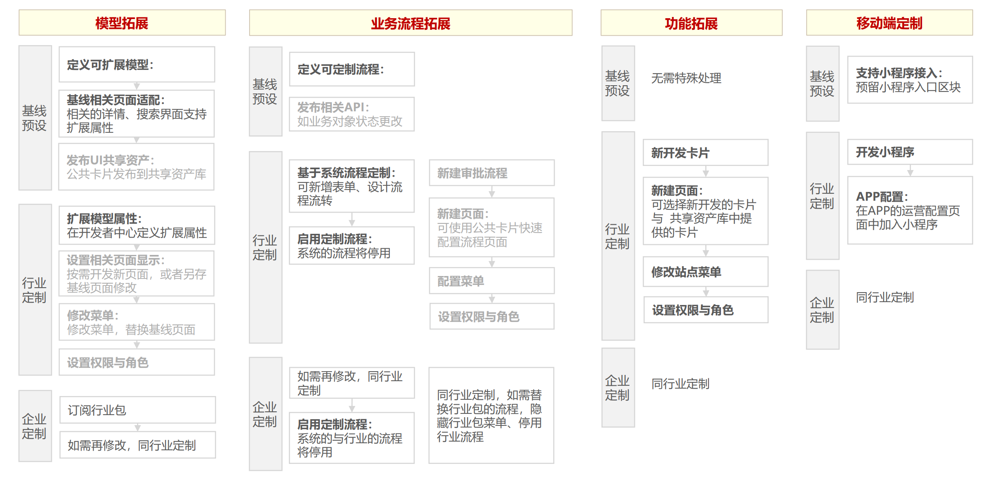 模型拓展
基线
预设
定义可扩展模型：
基线相关页面适配：
相关的详情、搜索界面支持
扩展属性
发布UI共享资产：
公共卡片发布到共享资产库
行业
定制
扩展模型属性：
在开发者中心定义扩展属性
设置相关页面显示：
按需开发新页面，或者另存
基线页面修改
修改菜单：
修改菜单，替换基线页面
设置权限与角色
企业
定制
订阅行业包
如需再修改，同行业定制
业务流程拓展
基线
预设
定义可定制流程：
发布相关API：
如业务对象状态更改
行业
定制
基于系统流程定制：
可新增表单、设计流
程流转
启用定制流程：
系统的流程将停用
新建审批流程
新建页面：
可使用公共卡片快速
配置流程页面
配置菜单
设置权限与角色
企业
定制
如需再修改，同行业
定制
启用定制流程：
系统的与行业的流程
将停用
同行业定制，如需替
换行业包的流程，隐
藏行业包菜单、停用
行业流程
功能拓展
基线
预设
无需特殊处理
行业
定制
新开发卡片
新建页面：
可选择新开发的卡片
与 共享资产库中提
供的卡片
修改站点菜单
设置权限与角色
企业
定制
同行业定制
移动端定制
基线
预设
支持小程序接入：
预留小程序入口区块
行业
定制
开发小程序
APP配置：
在APP的运营配置页
面中加入小程序
企业
定制
同行业定制